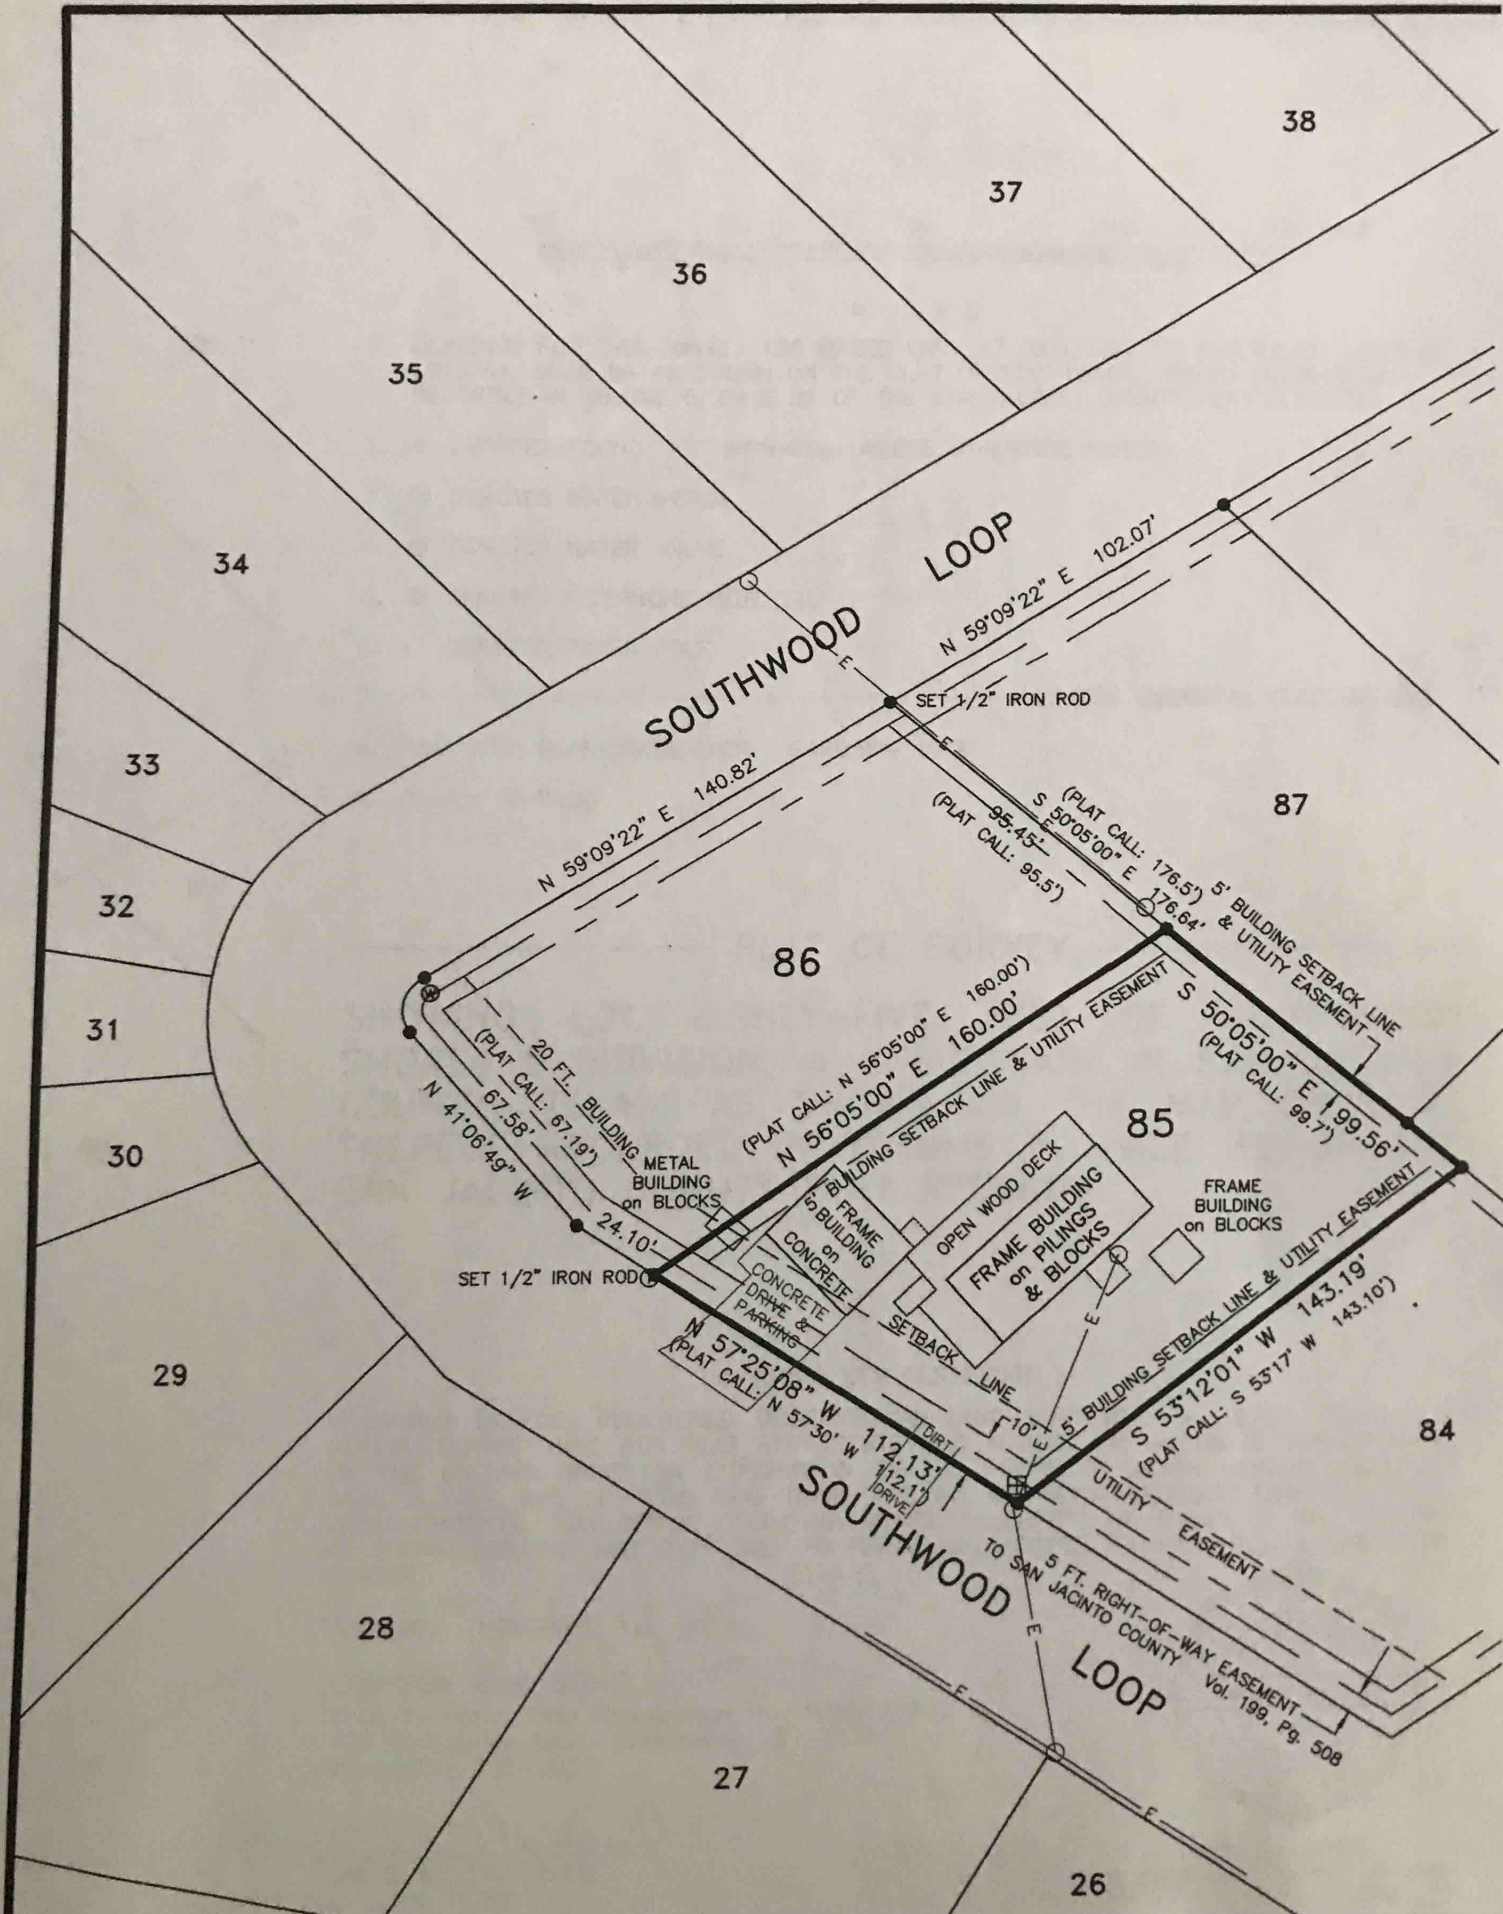 38
37
36
35
34
33
32
31
30
29
28
27
26
SOUTHWOOD LOOP
N 59°09'22" E 102.07'
SET 1/2" IRON ROD
N 59°09'22" E 140.82'
87
(PLAT CALL: 176.5')
S 50°05'00" E 176.64'
95.45'
(PLAT CALL: 95.5')
5' BUILDING SETBACK LINE
& UTILITY EASEMENT
86
(PLAT CALL: N 56°05'00" E 160.00')
N 56°05'00" E 160.00'
5' BUILDING SETBACK LINE & UTILITY EASEMENT
S 50°05'00" E 99.56'
(PLAT CALL: 99.7')
85
20 FT. BUILDING SETBACK LINE
(PLAT CALL: 67.19')
67.58'
N 41°06'49" W
METAL
BUILDING
on BLOCKS
24.10'
SET 1/2" IRON ROD
FRAME
BUILDING
on
CONCRETE
CONCRETE
DRIVE &
PARKING
OPEN WOOD DECK
FRAME BUILDING
on PILINGS
& BLOCKS
FRAME
BUILDING
on BLOCKS
N 57°25'08" W 112.13'
(PLAT CALL: N 57°30' W 112.1')
DIRT
DRIVE
10'
5' BUILDING SETBACK LINE & UTILITY EASEMENT
S 53°12'01" W 143.19'
(PLAT CALL: S 53°17' W 143.10')
84
UTILITY EASEMENT
SOUTHWOOD LOOP
5 FT. RIGHT-OF-WAY EASEMENT
TO SAN JACINTO COUNTY Vol. 199, Pg. 508
E
E
E
E
E
E
E
E
W